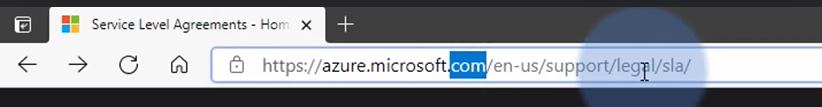 Service Level Agreements - Hom
https://azure.microsoft.com/en-us/support/legal/sla/